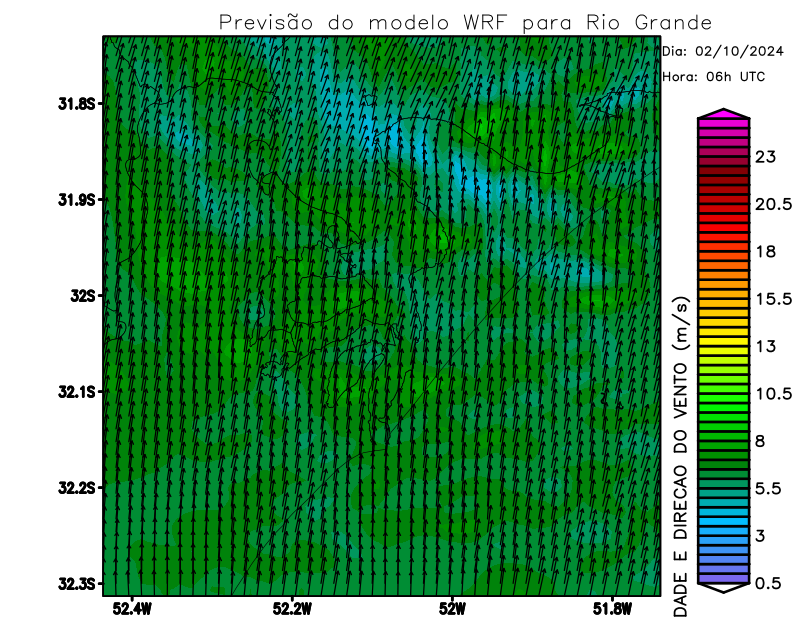 Previsão do modelo WRF para Rio Grande
Dia: 02/10/2024
Hora: 06h UTC
31.8S
31.9S
32S
32.1S
32.2S
32.3S
52.4W
52.2W
52W
51.8W
23
20.5
18
15.5
13
10.5
8
5.5
3
0.5
DADE E DIRECAO DO VENTO (m/s)